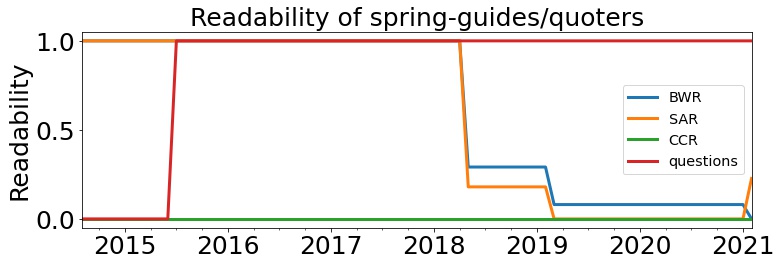 Readability of spring-guides/quoters
Readability
1.0
0.5
0.0
BWR
SAR
CCR
questions
2015 2016 2017 2018 2019 2020 2021